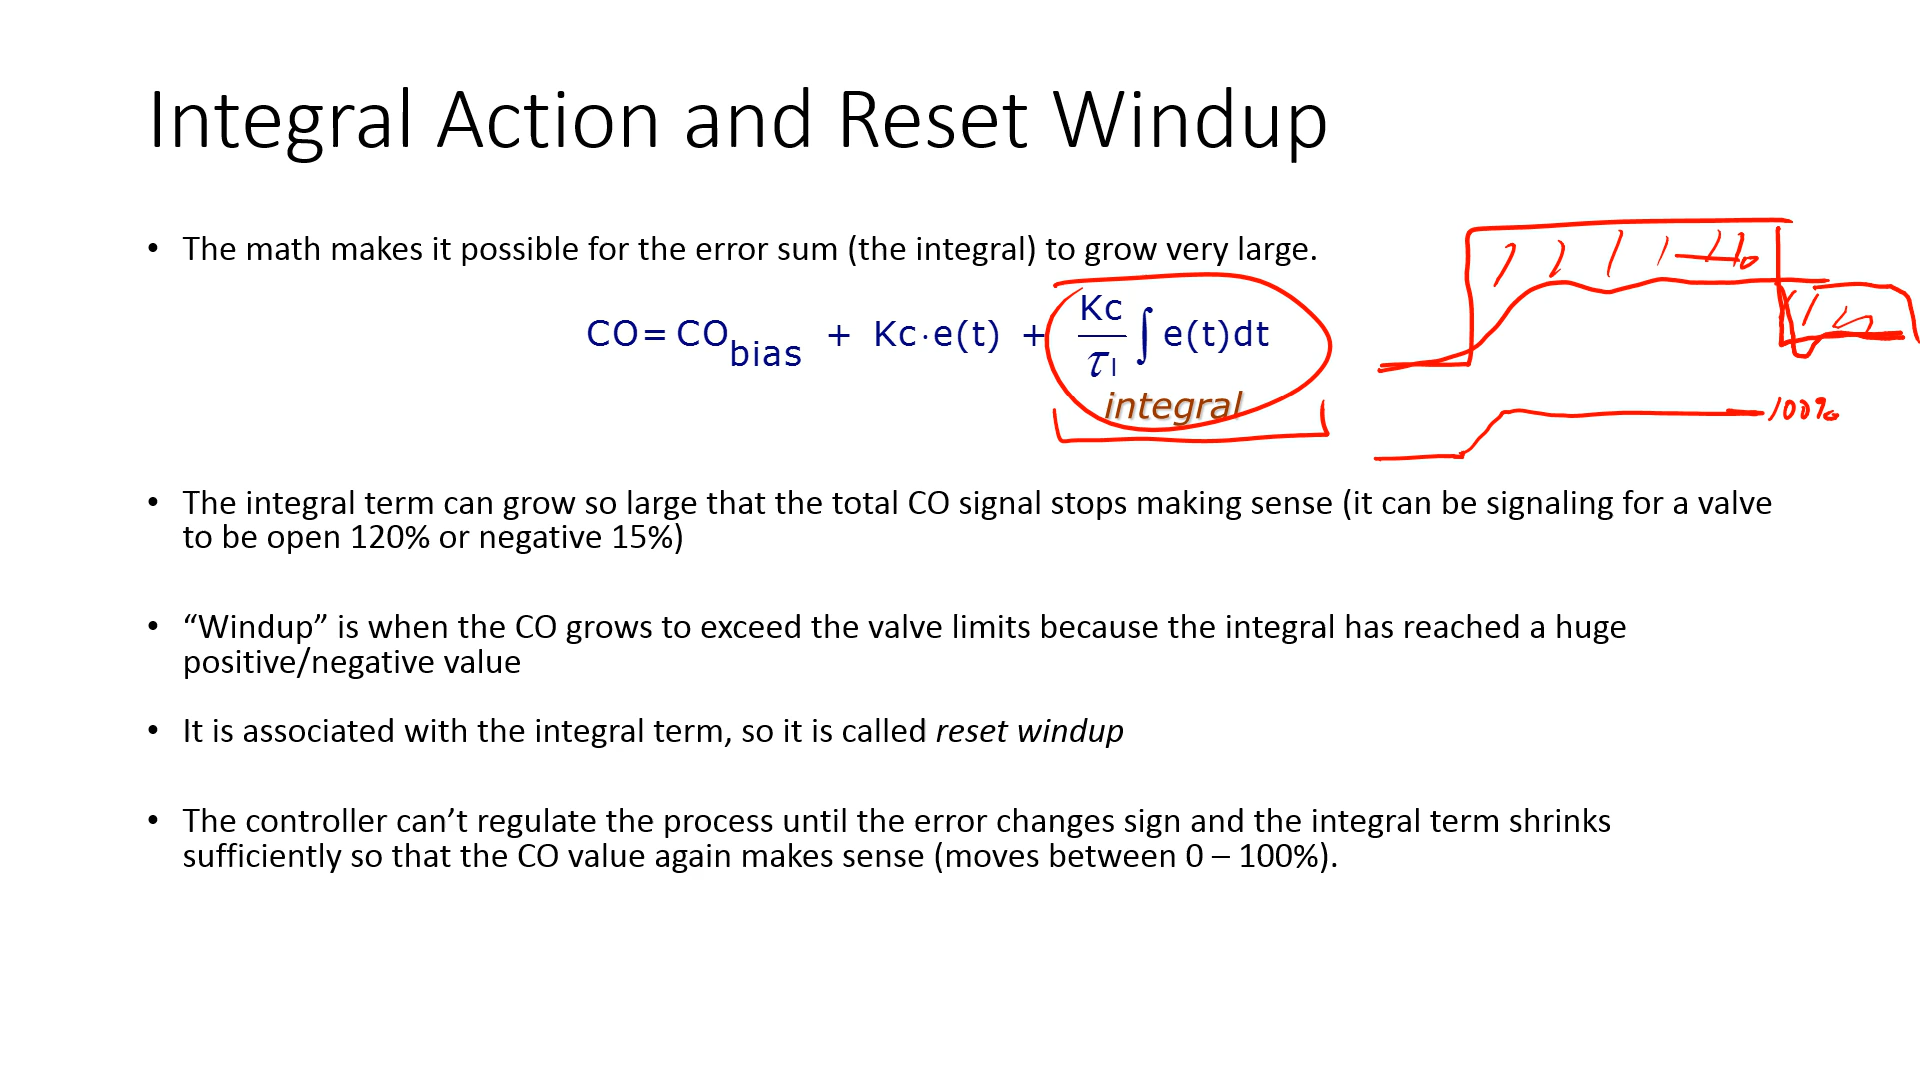 Integral Action and Reset Windup
• The math makes it possible for the error sum (the integral) to grow very large.
CO = CO_bias + Kc·e(t) + Kc/τ_I ∫ e(t)dt
integral
100%
• The integral term can grow so large that the total CO signal stops making sense (it can be signaling for a valve
to be open 120% or negative 15%)
• “Windup” is when the CO grows to exceed the valve limits because the integral has reached a huge
positive/negative value
• It is associated with the integral term, so it is called reset windup
• The controller can’t regulate the process until the error changes sign and the integral term shrinks
sufficiently so that the CO value again makes sense (moves between 0 – 100%).